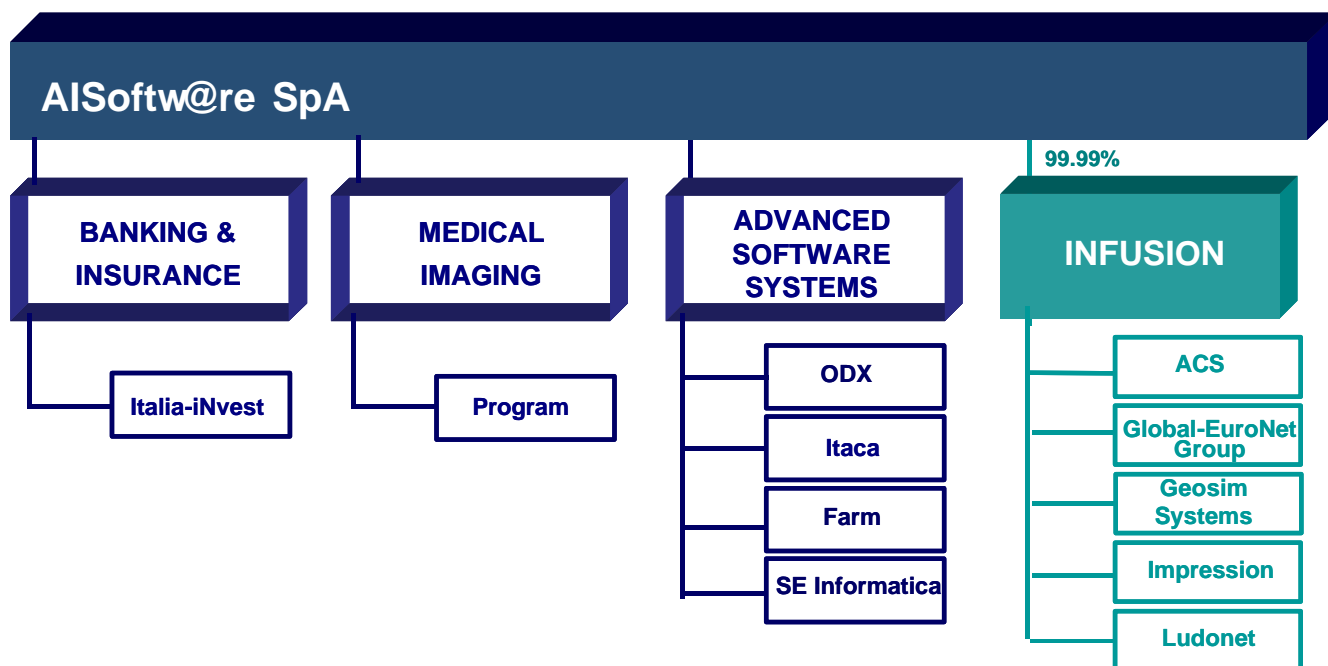 AISoftw@re SpA
99.99%
BANKING &
INSURANCE
MEDICAL
IMAGING
ADVANCED
SOFTWARE
SYSTEMS
INFUSION
Italia-iNvest
Program
ODX
Itaca
Farm
SE Informatica
ACS
Global-EuroNet
Group
Geosim
Systems
Impression
Ludonet